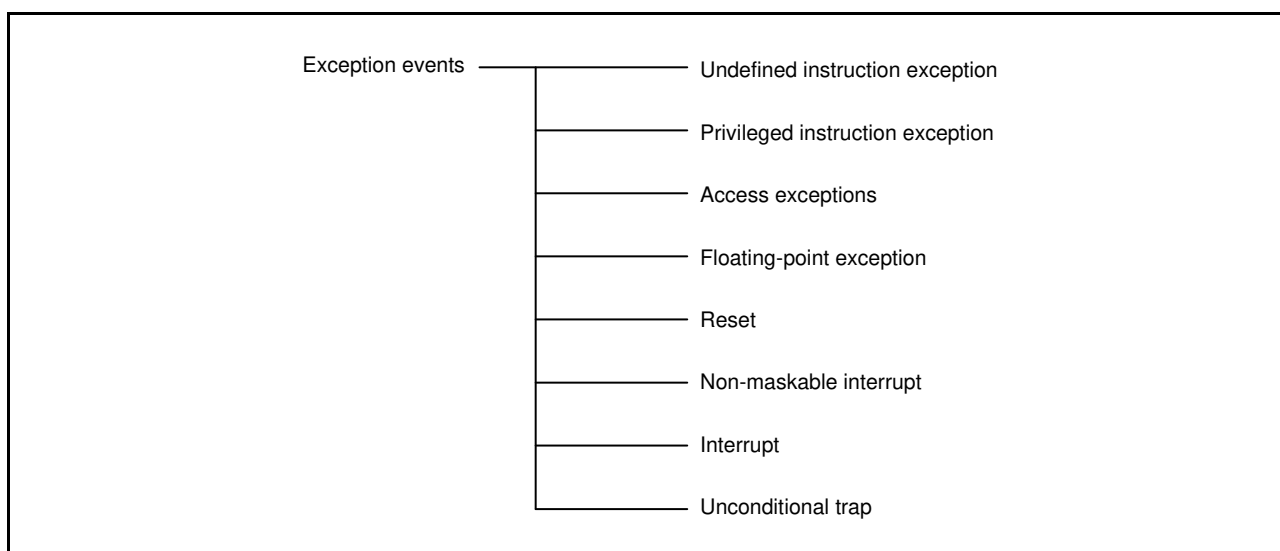 Exception events
Undefined instruction exception
Privileged instruction exception
Access exceptions
Floating-point exception
Reset
Non-maskable interrupt
Interrupt
Unconditional trap